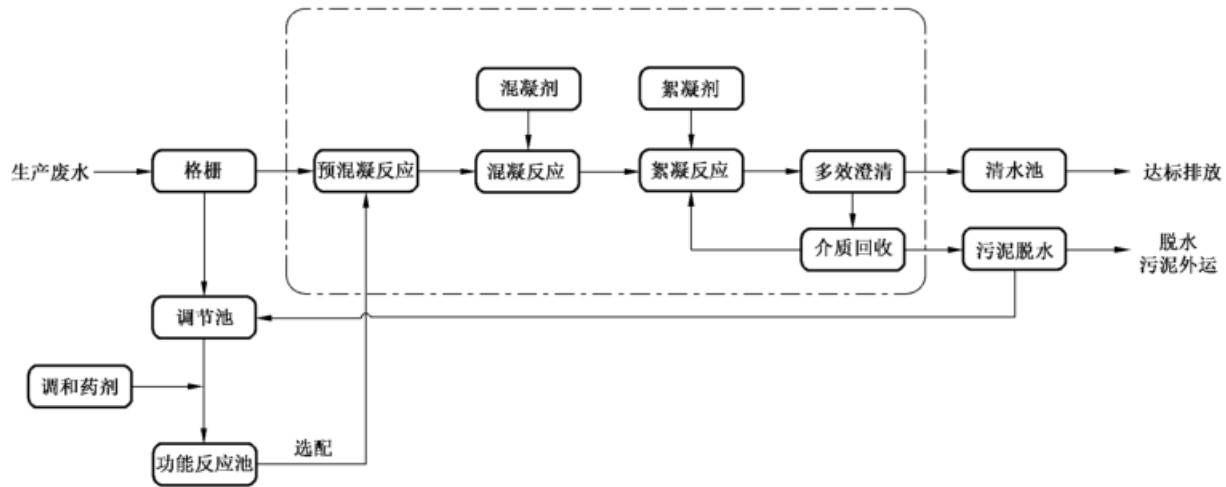 混凝剂
絮凝剂
生产废水
格栅
预混凝反应
混凝反应
絮凝反应
多效澄清
清水池
达标排放
介质回收
污泥脱水
脱水
污泥外运
调节池
调和药剂
功能反应池
选配